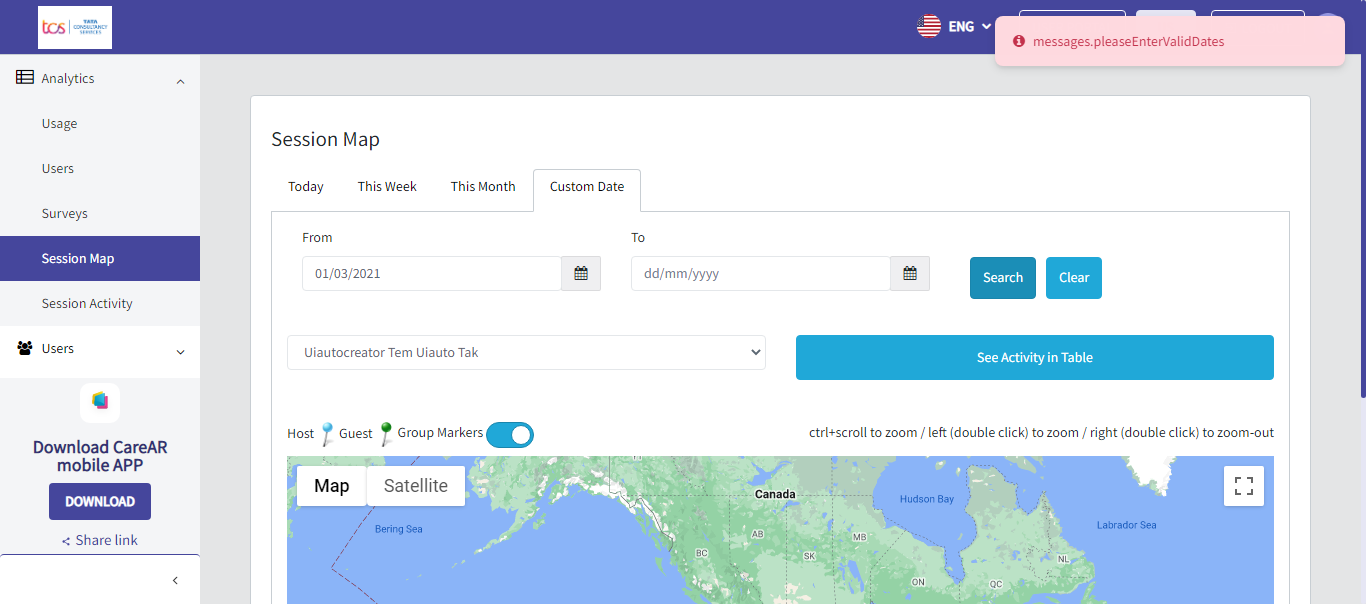 tcs
TATA
CONSULTANCY
SERVICES
ENG
messages.pleaseEnterValidDates
Analytics
Usage
Users
Surveys
Session Map
Session Activity
Users
Download CareAR
mobile APP
DOWNLOAD
Share link
Session Map
Today
This Week
This Month
Custom Date
From
To
01/03/2021
dd/mm/yyyy
Search
Clear
Uiautocreator Tem Uiauto Tak
See Activity in Table
Host
Guest
Group Markers
ctrl+scroll to zoom / left (double click) to zoom / right (double click) to zoom-out
Map
Satellite
Canada
Hudson Bay
Bering Sea
Labrador Sea
AB
MB
BC
SK
NL
ON
QC